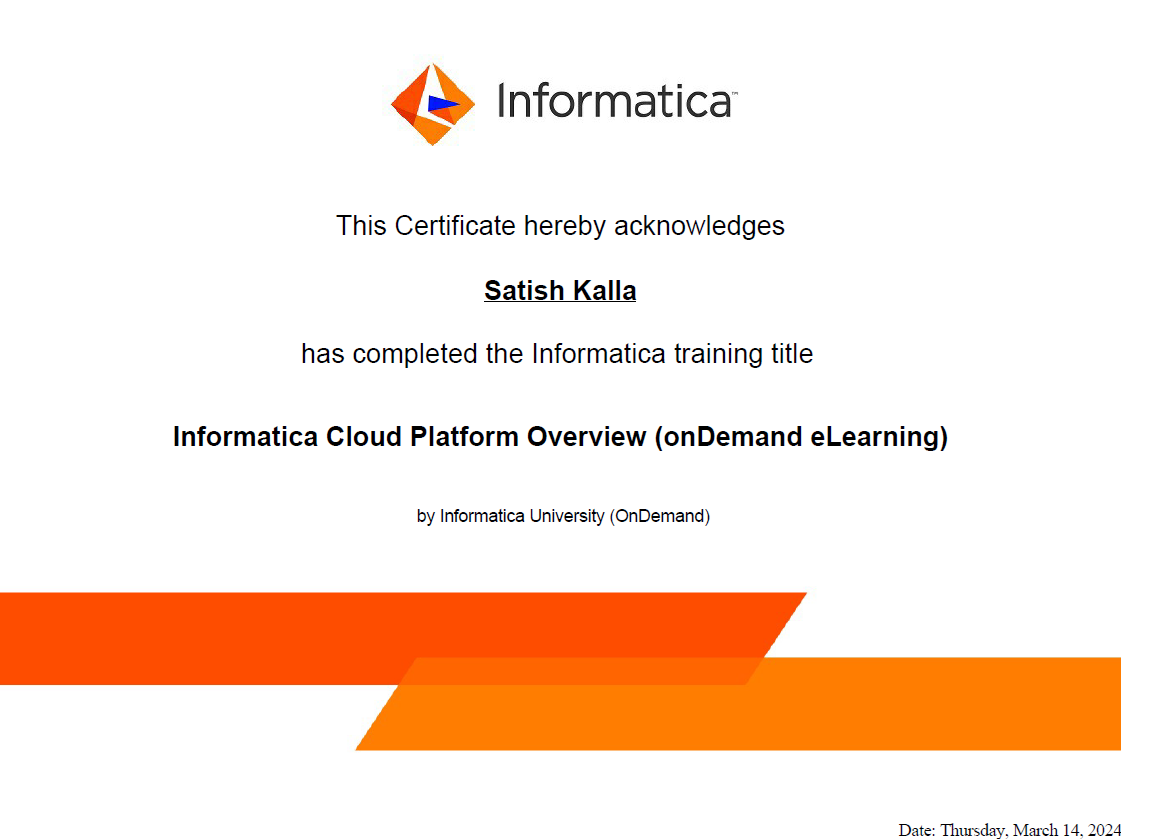 Informatica™
This Certificate hereby acknowledges
Satish Kalla
has completed the Informatica training title
Informatica Cloud Platform Overview (onDemand eLearning)
by Informatica University (OnDemand)
Date: Thursday, March 14, 2024